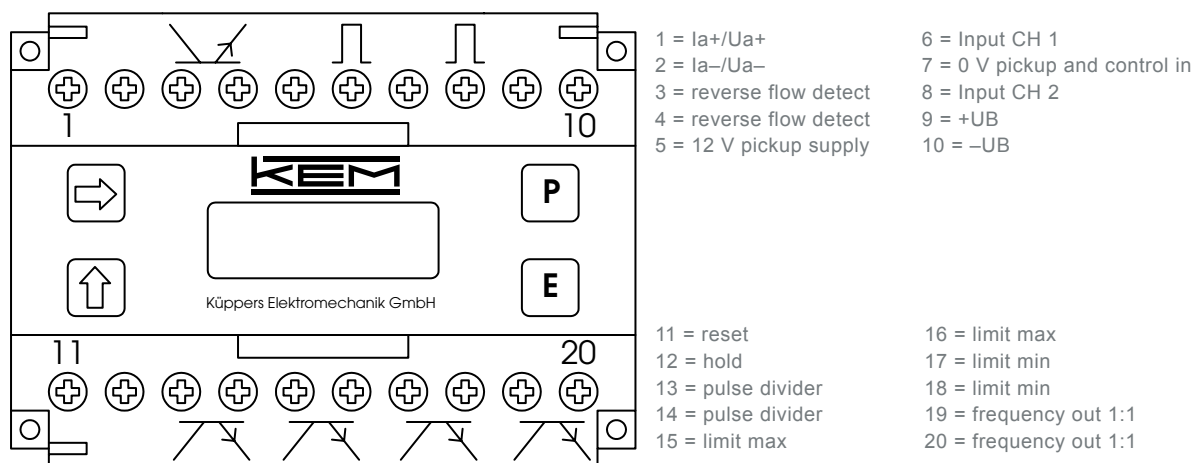 1 = Ia+/Ua+
2 = Ia–/Ua–
3 = reverse flow detect
4 = reverse flow detect
5 = 12 V pickup supply
6 = Input CH 1
7 = 0 V pickup and control in
8 = Input CH 2
9 = +UB
10 = –UB
1
10
KEM
P
E
Küppers Elektromechanik GmbH
11
20
11 = reset
12 = hold
13 = pulse divider
14 = pulse divider
15 = limit max
16 = limit max
17 = limit min
18 = limit min
19 = frequency out 1:1
20 = frequency out 1:1